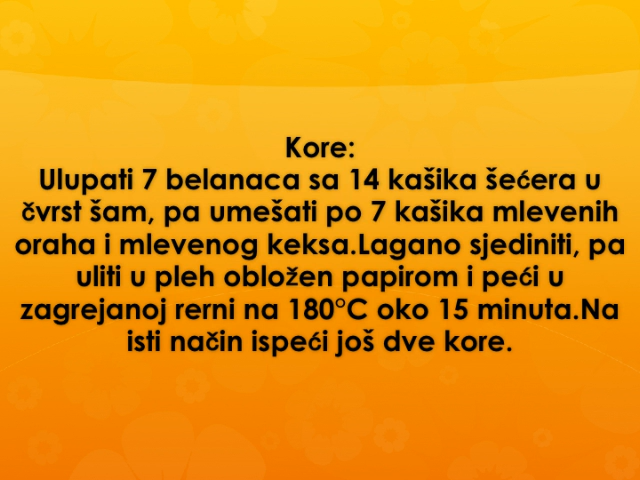 Kore:
Ulupati 7 belanaca sa 14 kašika šećera u
čvrst šam, pa umešati po 7 kašika mlevenih
oraha i mlevenog keksa.Lagano sjediniti, pa
uliti u pleh obložen papirom i peći u
zagrejanoj rerni na 180°C oko 15 minuta.Na
isti način ispeći još dve kore.